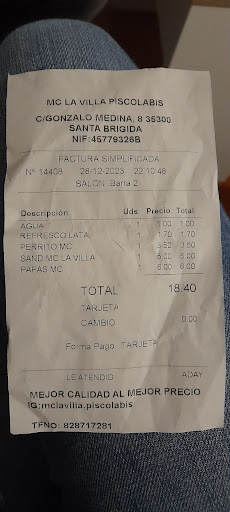 MC LA VILLA PISCOLABIS
C/GONZALO MEDINA, 8 35300
SANTA BRIGIDA
NIF:45779326B
FACTURA SIMPLIFICADA
Nº 14408 28-12-2023 22:10:46
SALON: Barra 2
Descripción Uds Precio Total
AGUA 1 1.00 1.00
REFRESCO LATA 1 1.70 1.70
PERRITO MC 1 3.50 3.50
SAND MC LA VILLA 1 6.00 6.00
PAPAS MC 1 6.00 6.00
TOTAL 18.40
TARJETA
CAMBIO 0.00
Forma Pago: TARJETA
LE ATENDIO ADAY
MEJOR CALIDAD AL MEJOR PRECIO
IG:mclavilla.piscolabis
TFNO: 828717281